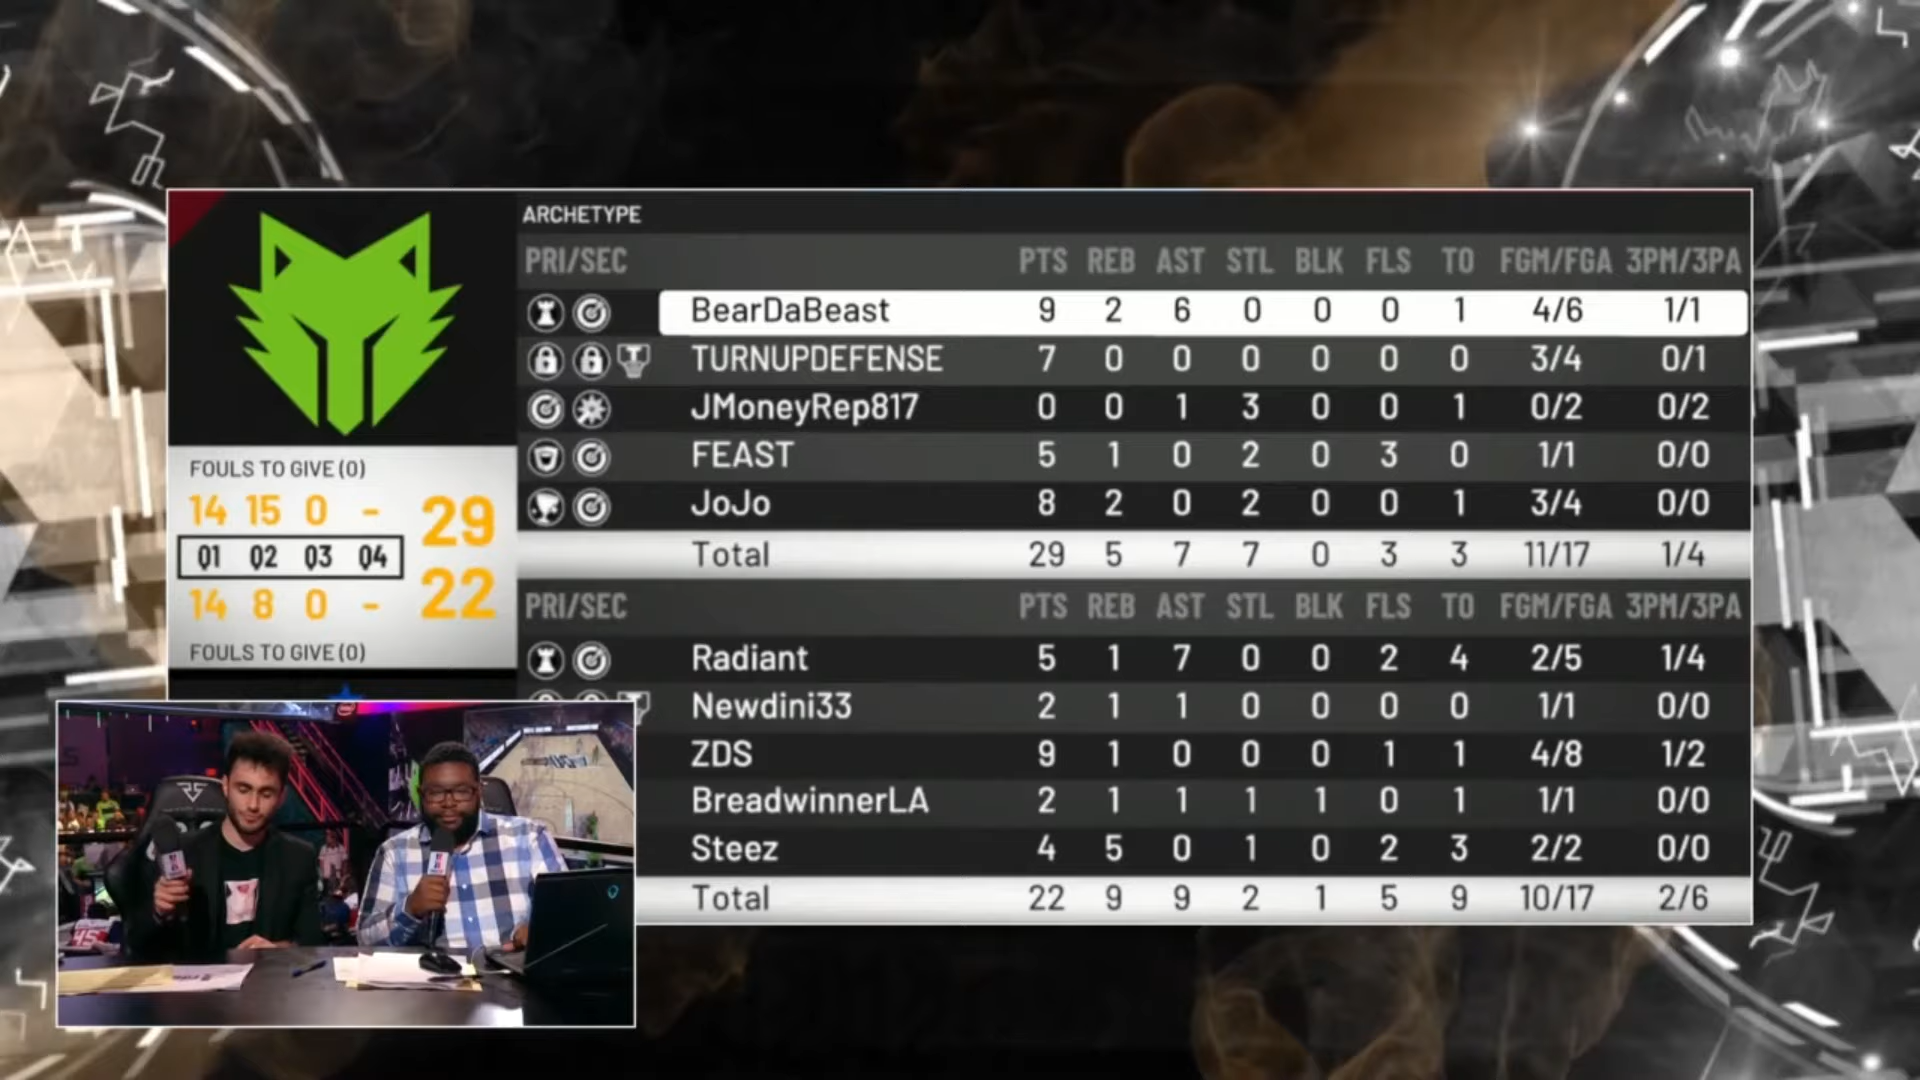 ARCHETYPE
PRI/SEC PTS REB AST STL BLK FLS TO FGM/FGA 3PM/3PA
BearDaBeast 9 2 6 0 0 0 1 4/6 1/1
TURNUPDEFENSE 7 0 0 0 0 0 0 3/4 0/1
JMoneyRep817 0 0 1 3 0 0 1 0/2 0/2
FEAST 5 1 0 2 0 3 0 1/1 0/0
JoJo 8 2 0 2 0 0 1 3/4 0/0
Total 29 5 7 7 0 3 3 11/17 1/4
FOULS TO GIVE (0)
14 15 0 - 29
Q1 Q2 Q3 Q4
14 8 0 - 22
FOULS TO GIVE (0)
PRI/SEC PTS REB AST STL BLK FLS TO FGM/FGA 3PM/3PA
Radiant 5 1 7 0 0 2 4 2/5 1/4
Newdini33 2 1 1 0 0 0 0 1/1 0/0
ZDS 9 1 0 0 0 1 1 4/8 1/2
BreadwinnerLA 2 1 1 1 1 0 1 1/1 0/0
Steez 4 5 0 1 0 2 3 2/2 0/0
Total 22 9 9 2 1 5 9 10/17 2/6
45